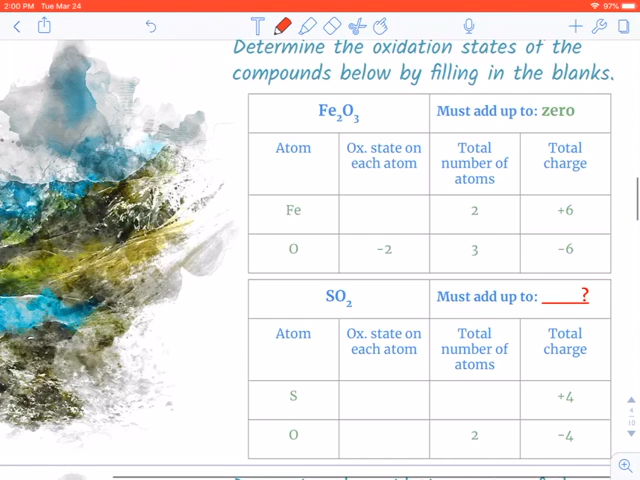 2:00 PM Tue Mar 24
97%
T
Determine the oxidation states of the
compounds below by filling in the blanks.
Fe2O3 Must add up to: zero
Atom Ox. state on each atom Total number of atoms Total charge
Fe 2 +6
O -2 3 -6
SO2 Must add up to: ____?
Atom Ox. state on each atom Total number of atoms Total charge
S +4
O 2 -4
4
10